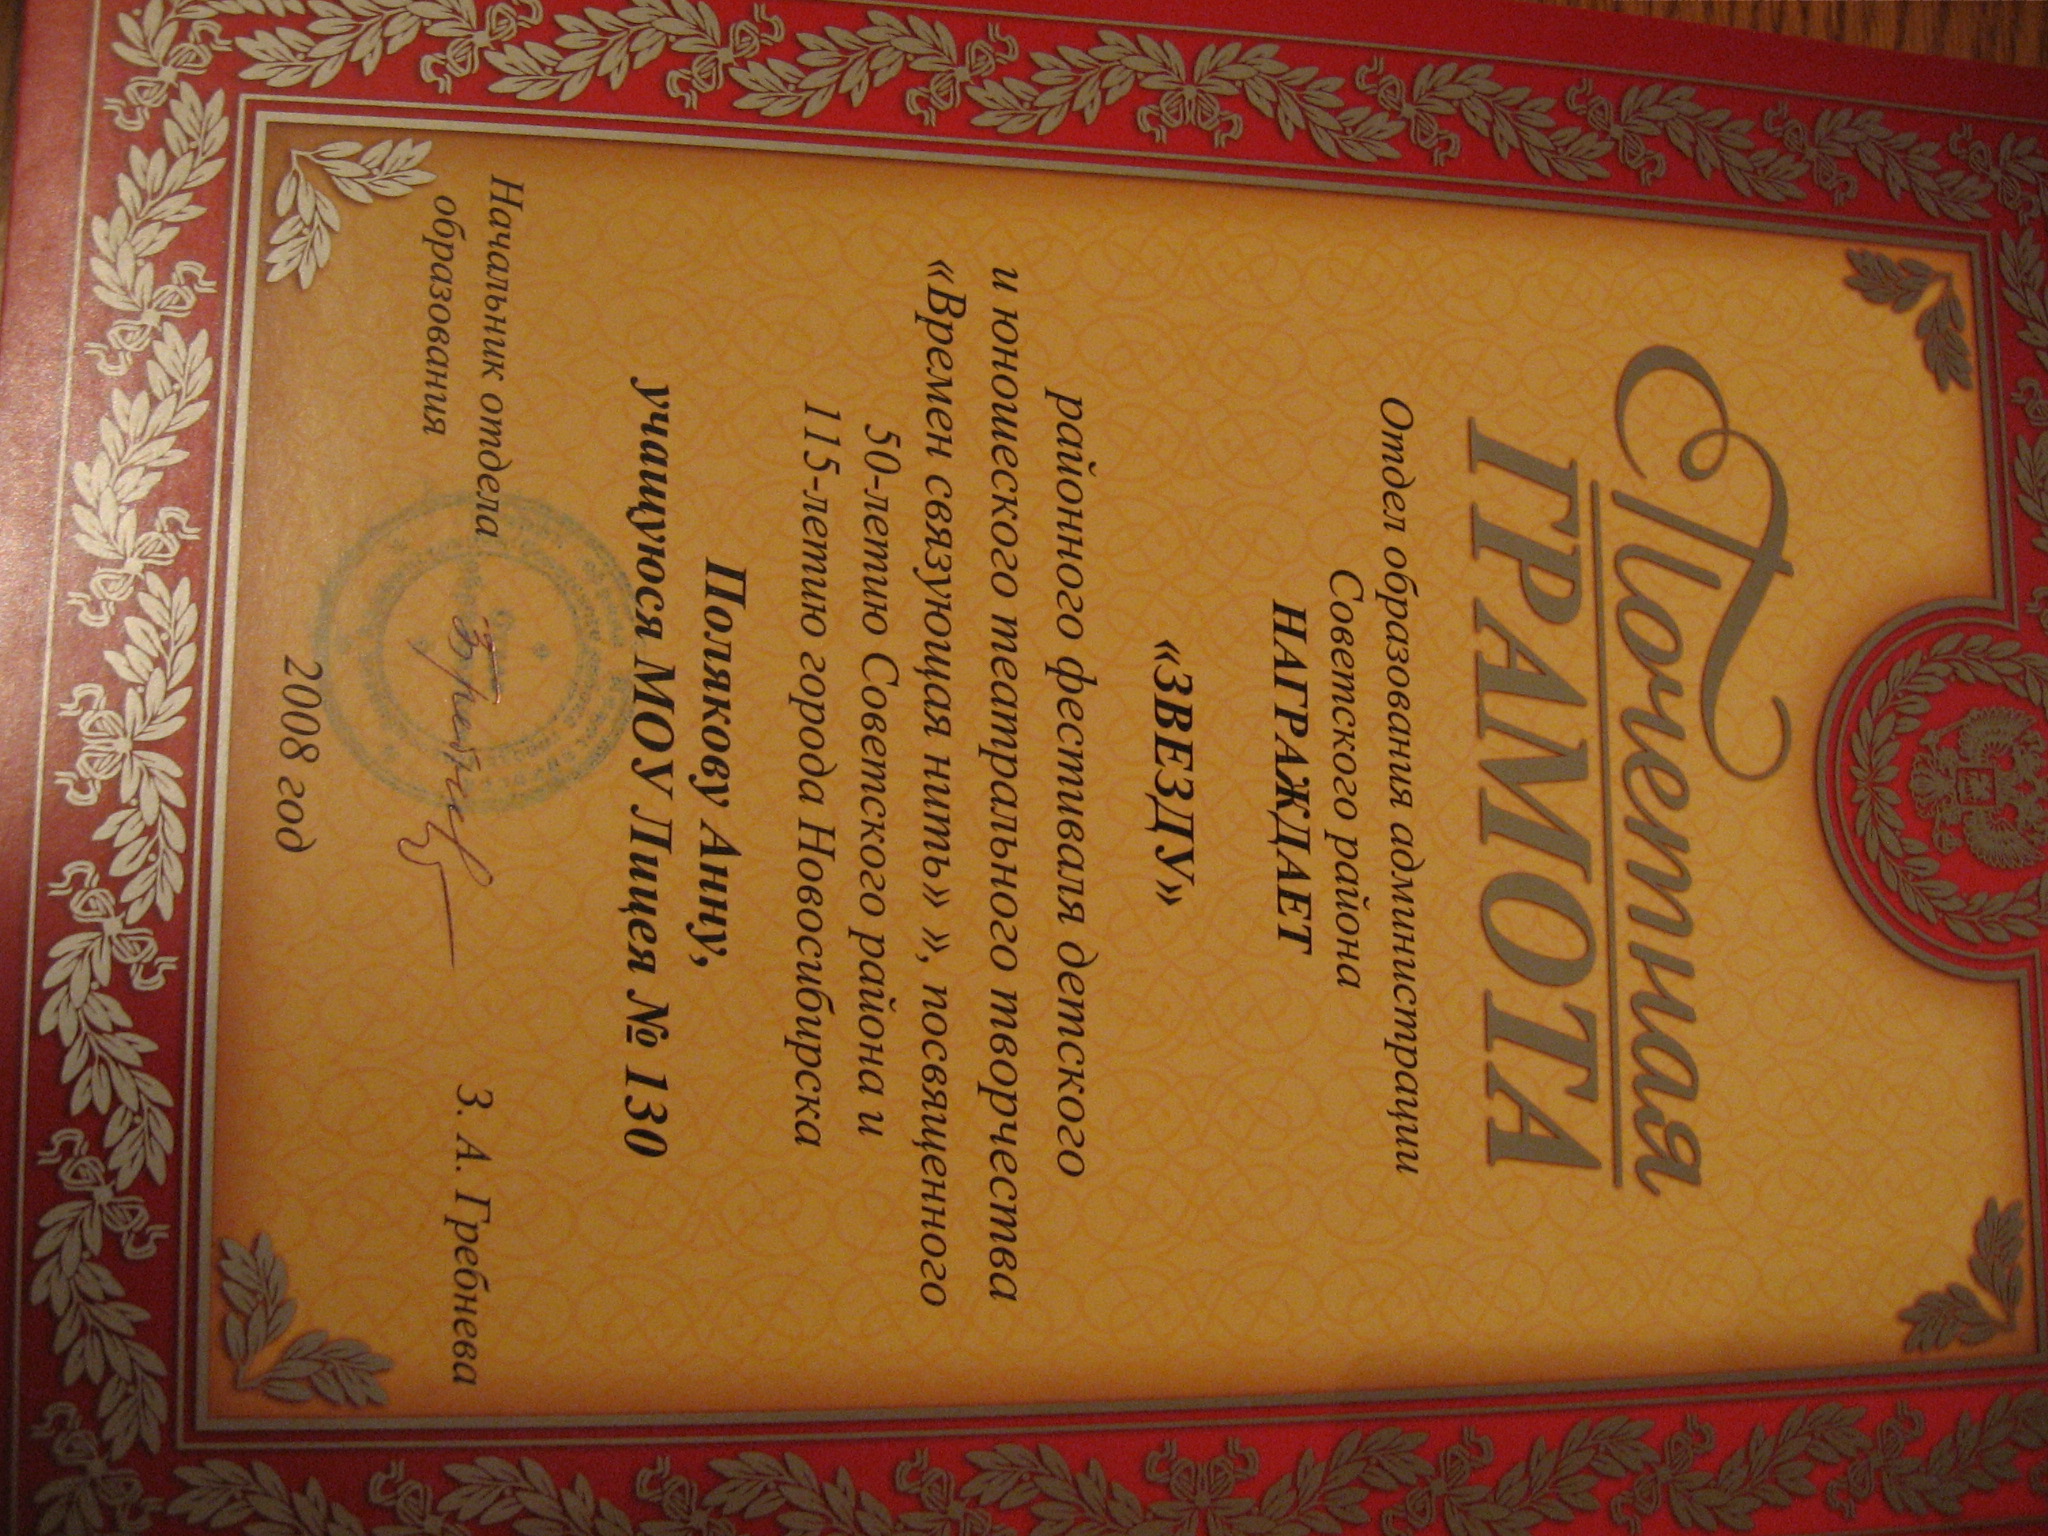 Почетная
ГРАМОТА
Отдел образования администрации
Советского района
НАГРАЖДАЕТ
«ЗВЕЗДУ»
районного фестиваля детского
и юношеского театрального творчества
«Времен связующая нить» », посвященного
50-летию Советского района и
115-летию города Новосибирска
Полякову Анну,
учащуюся МОУ Лицея № 130
Начальник отдела
образования
З. А. Гребнева
2008 год